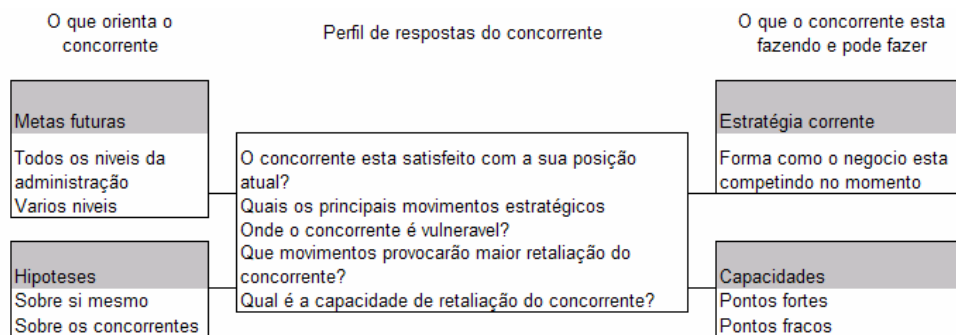 O que orienta o
concorrente
Perfil de respostas do concorrente
O que o concorrente esta
fazendo e pode fazer
Metas futuras
Todos os niveis da
administração
Varios niveis
Hipoteses
Sobre si mesmo
Sobre os concorrentes
O concorrente esta satisfeito com a sua posição
atual?
Quais os principais movimentos estratégicos
Onde o concorrente é vulneravel?
Que movimentos provocarão maior retaliação do
concorrente?
Qual é a capacidade de retaliação do concorrente?
Estratégia corrente
Forma como o negocio esta
competindo no momento
Capacidades
Pontos fortes
Pontos fracos